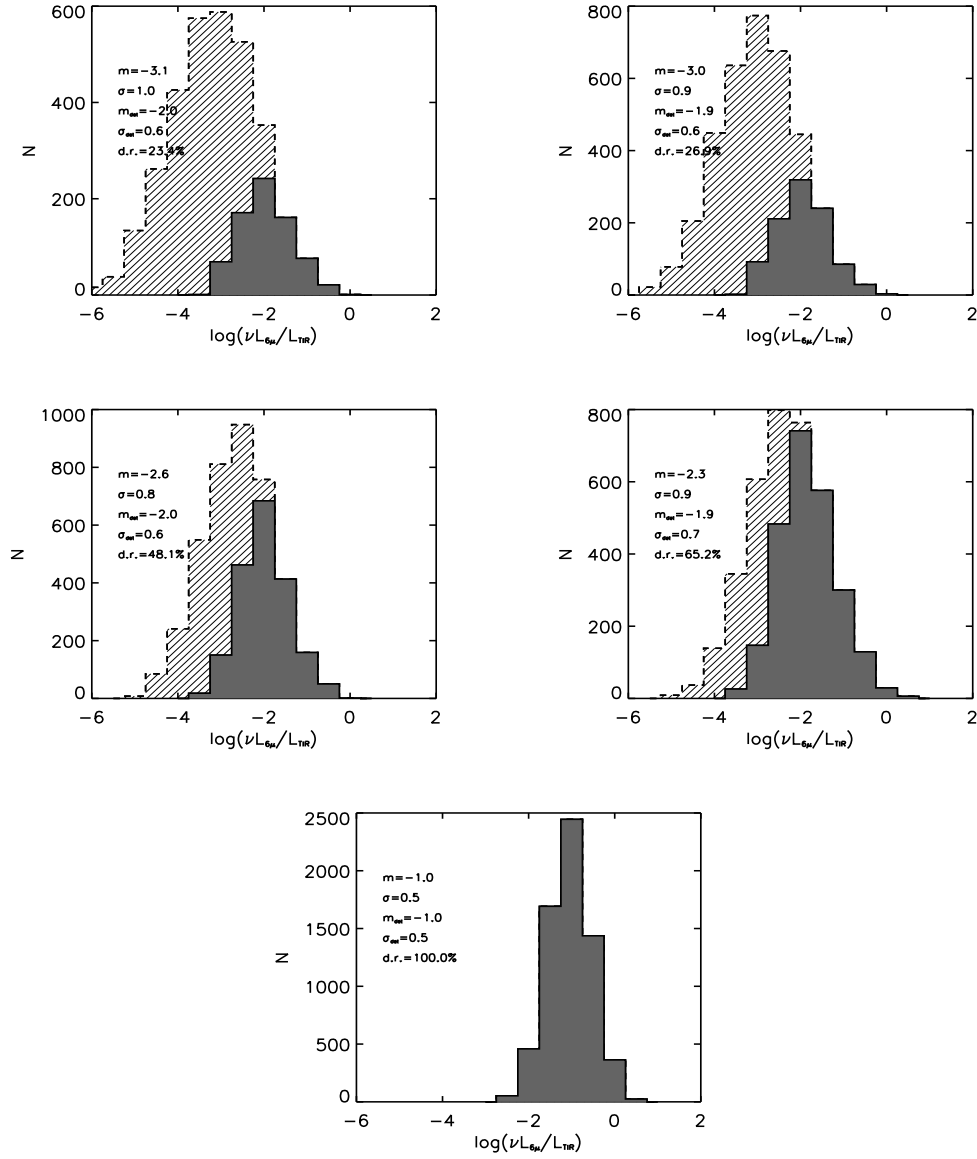 600
400
200
0
N
m=−3.1
σ=1.0
m_det=−2.0
σ_det=0.6
d.r.=23.4%
−6 −4 −2 0 2
log(νL_6μ/L_TIR)
800
600
400
200
0
N
m=−3.0
σ=0.9
m_det=−1.9
σ_det=0.6
d.r.=26.9%
−6 −4 −2 0 2
log(νL_6μ/L_TIR)
1000
800
600
400
200
0
N
m=−2.6
σ=0.8
m_det=−2.0
σ_det=0.6
d.r.=48.1%
−6 −4 −2 0 2
log(νL_6μ/L_TIR)
800
600
400
200
0
N
m=−2.3
σ=0.9
m_det=−1.9
σ_det=0.7
d.r.=65.2%
−6 −4 −2 0 2
log(νL_6μ/L_TIR)
2500
2000
1500
1000
500
0
N
m=−1.0
σ=0.5
m_det=−1.0
σ_det=0.5
d.r.=100.0%
−6 −4 −2 0 2
log(νL_6μ/L_TIR)